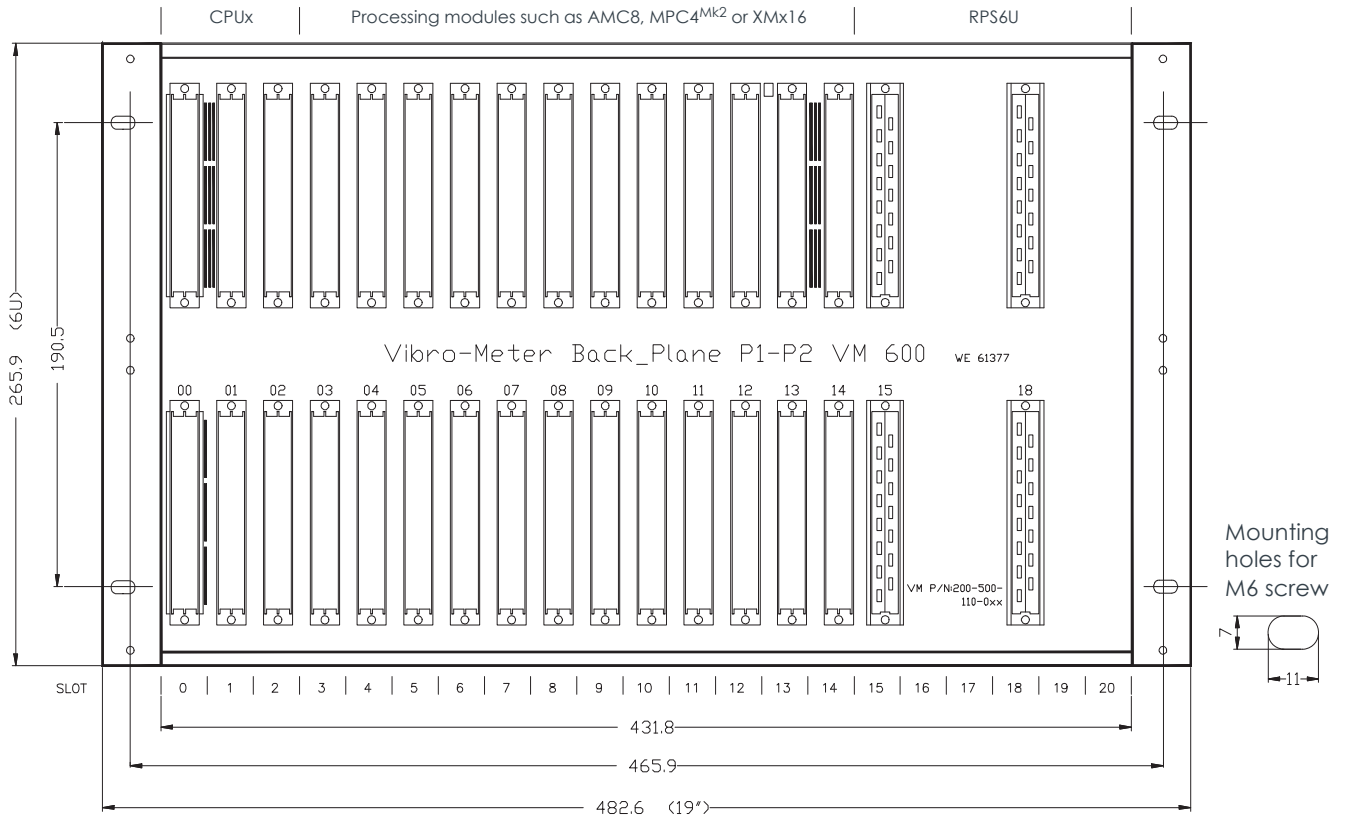 CPUx
Processing modules such as AMC8, MPC4Mk2 or XMx16
RPS6U
265.9 (6U)
190.5
Vibro-Meter Back_Plane P1-P2 VM 600 WE 61377
00 01 02 03 04 05 06 07 08 09 10 11 12 13 14 15 18
VM P/N:200-500-
110-0xx
Mounting
holes for
M6 screw
7
11
SLOT 0 1 2 3 4 5 6 7 8 9 10 11 12 13 14 15 16 17 18 19 20
431.8
465.9
482.6 (19")